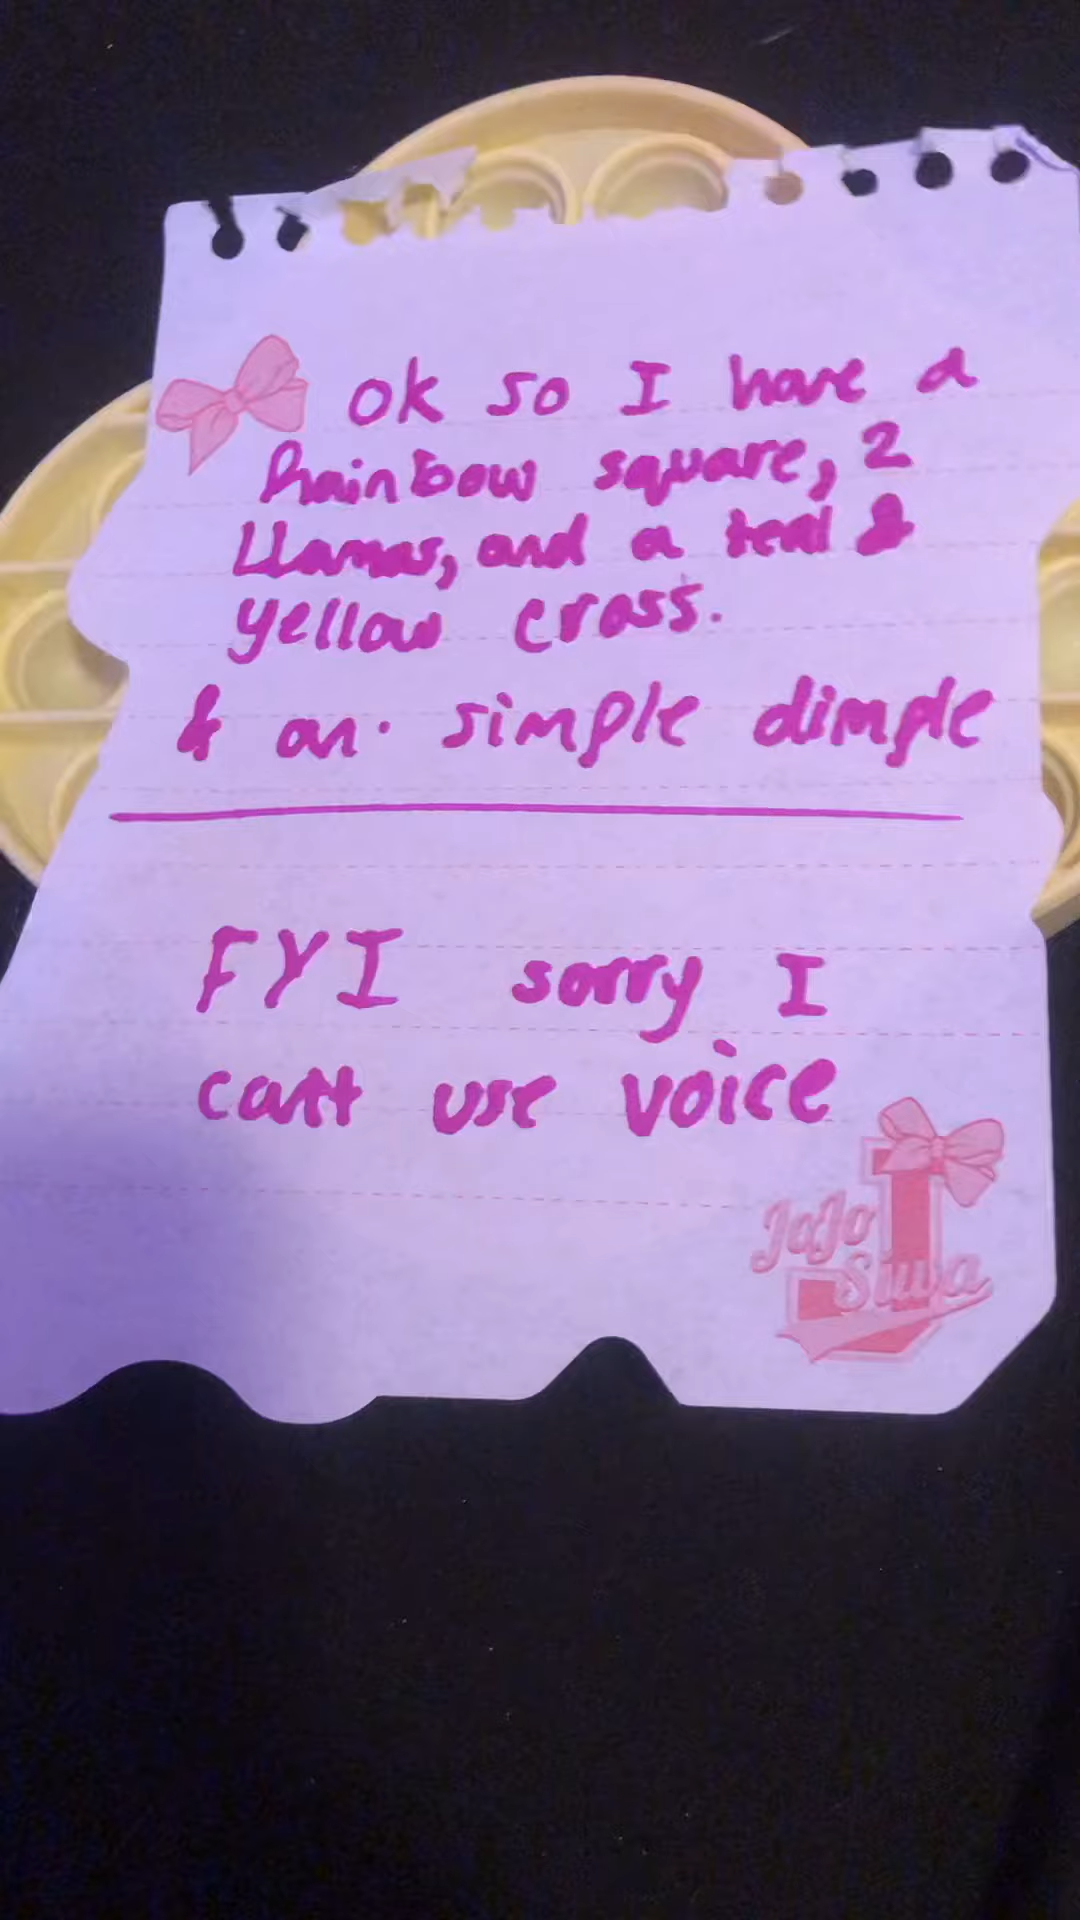 ok so I have a
Rainbow square, 2
Llamas, and a teal &
yellow cross.
& an. simple dimple
FYI sorry I
can't use voice
JoJo
Siwa